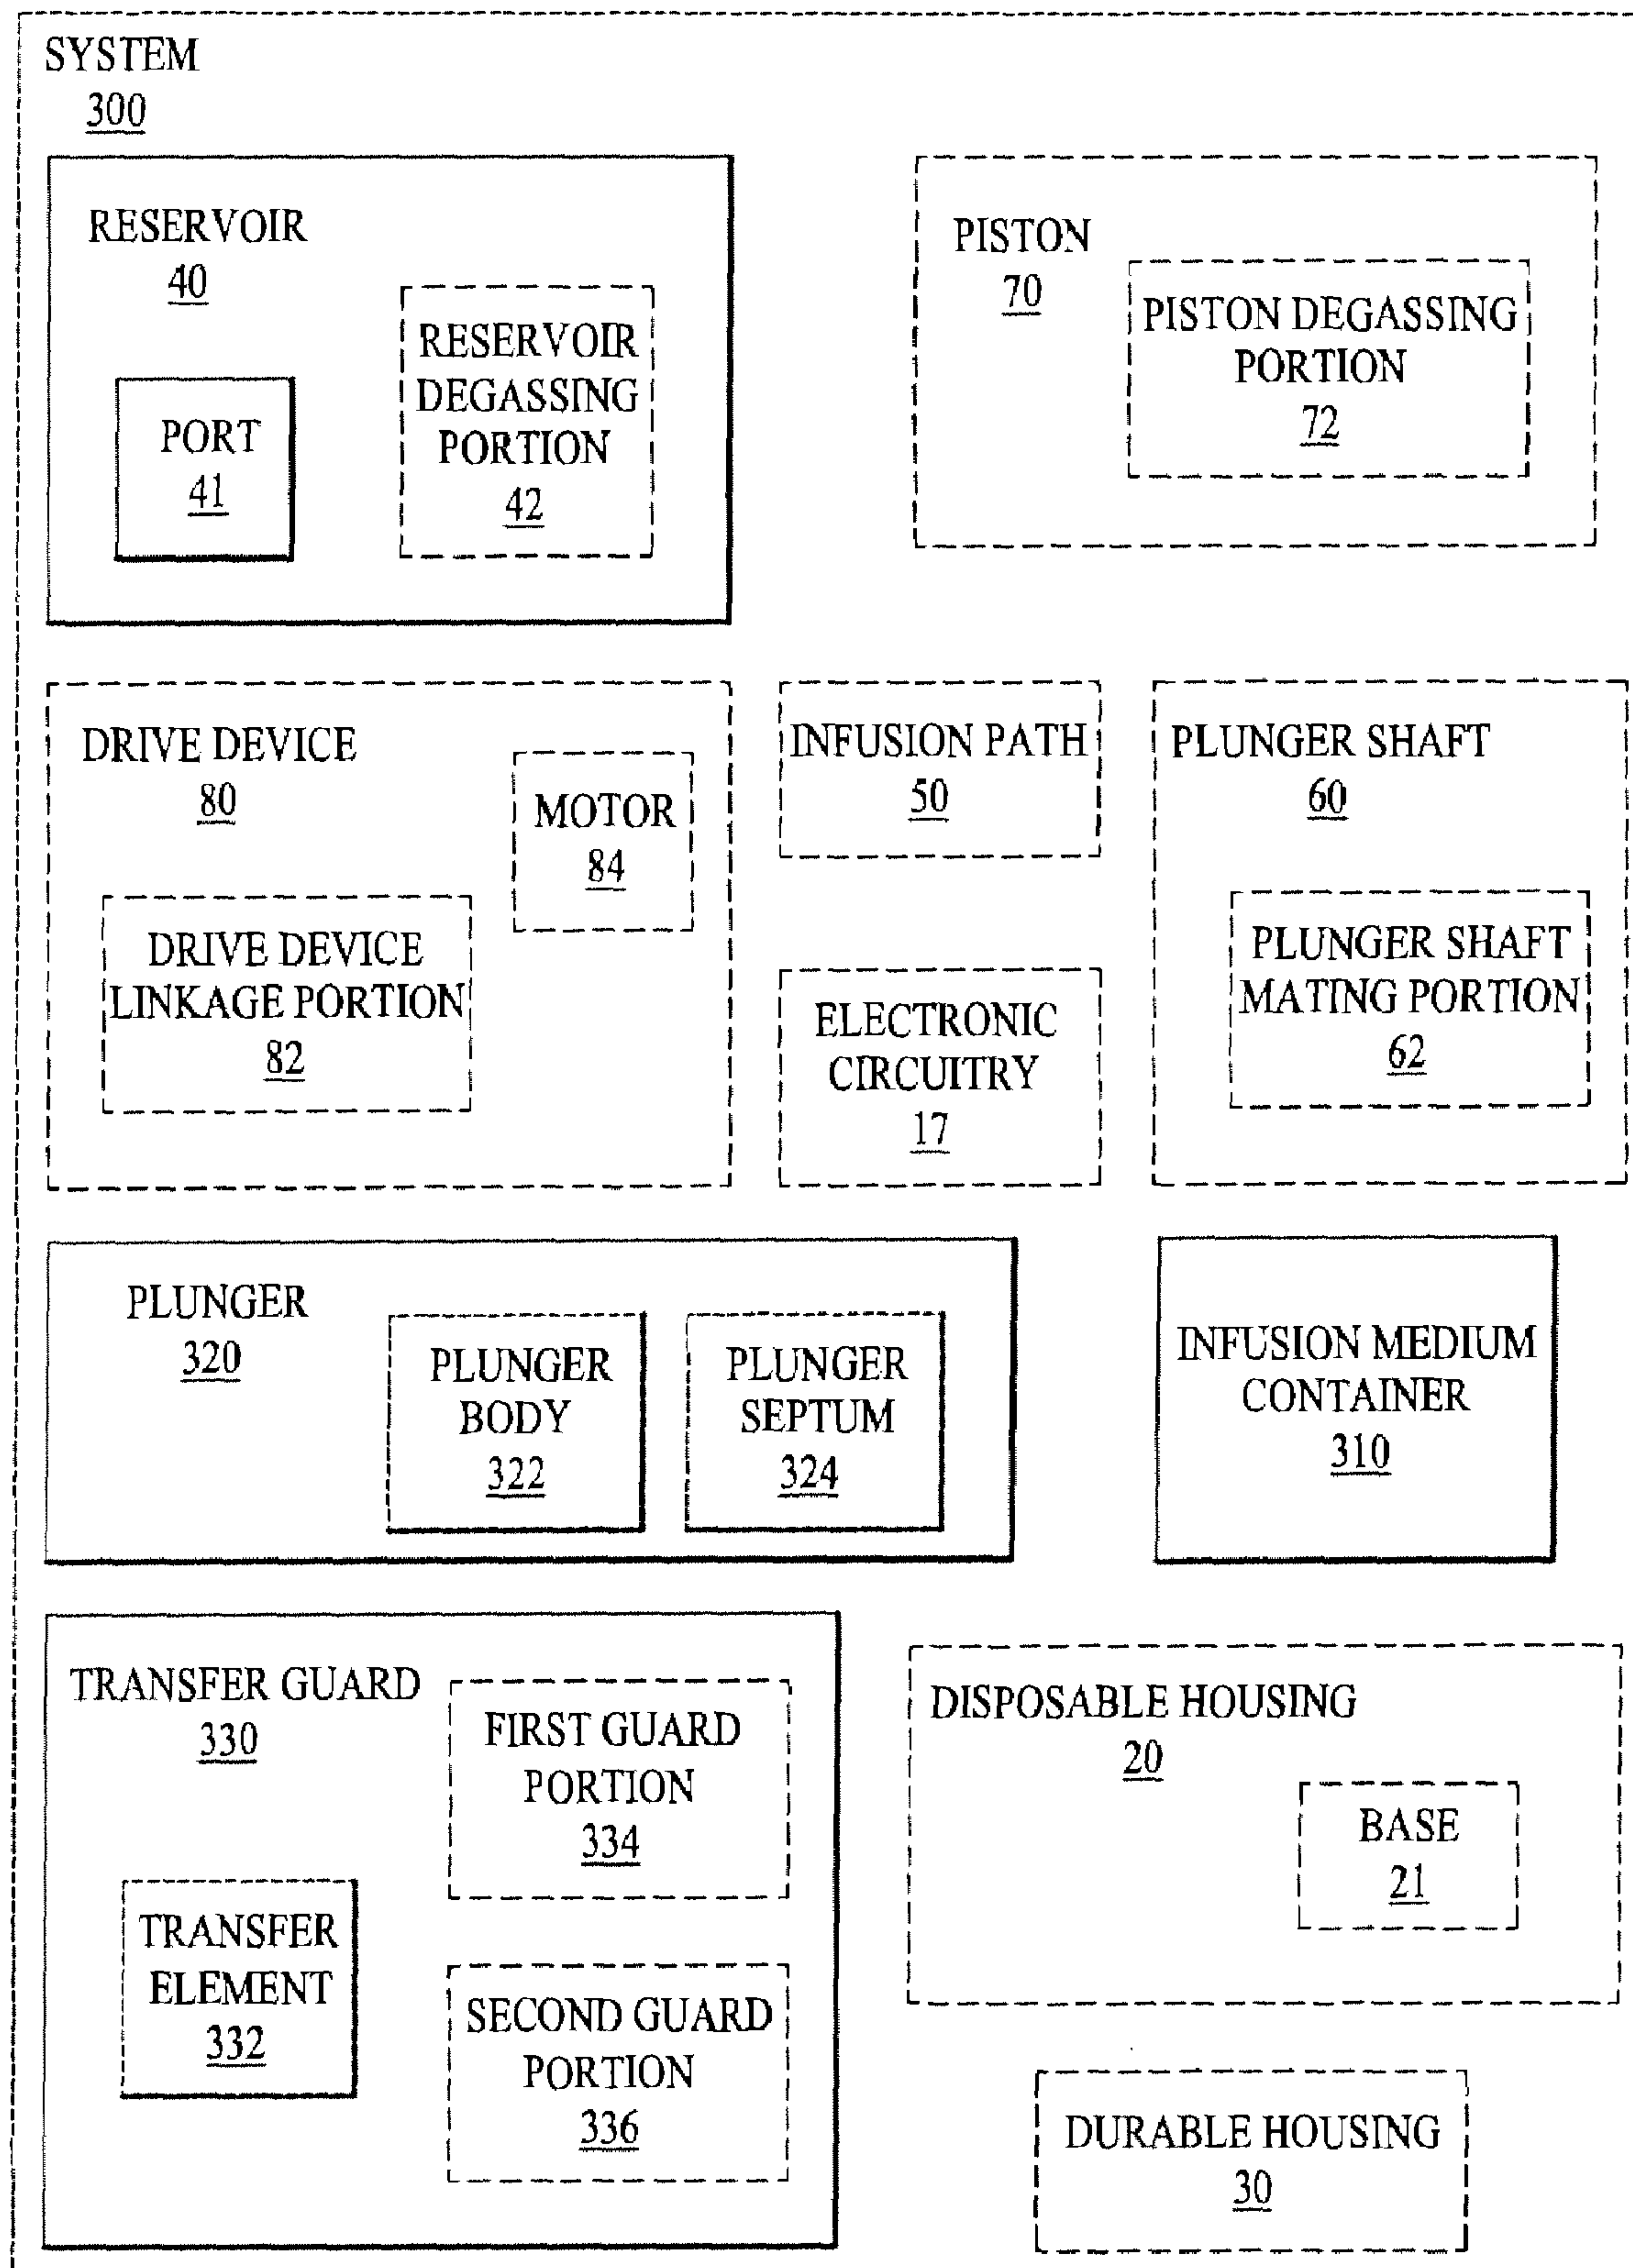 SYSTEM
300
RESERVOIR
40
PORT
41
RESERVOIR
DEGASSING
PORTION
42
PISTON
70
PISTON DEGASSING
PORTION
72
DRIVE DEVICE
80
MOTOR
84
DRIVE DEVICE
LINKAGE PORTION
82
INFUSION PATH
50
ELECTRONIC
CIRCUITRY
17
PLUNGER SHAFT
60
PLUNGER SHAFT
MATING PORTION
62
PLUNGER
320
PLUNGER
BODY
322
PLUNGER
SEPTUM
324
INFUSION MEDIUM
CONTAINER
310
TRANSFER GUARD
330
FIRST GUARD
PORTION
334
TRANSFER
ELEMENT
332
SECOND GUARD
PORTION
336
DISPOSABLE HOUSING
20
BASE
21
DURABLE HOUSING
30